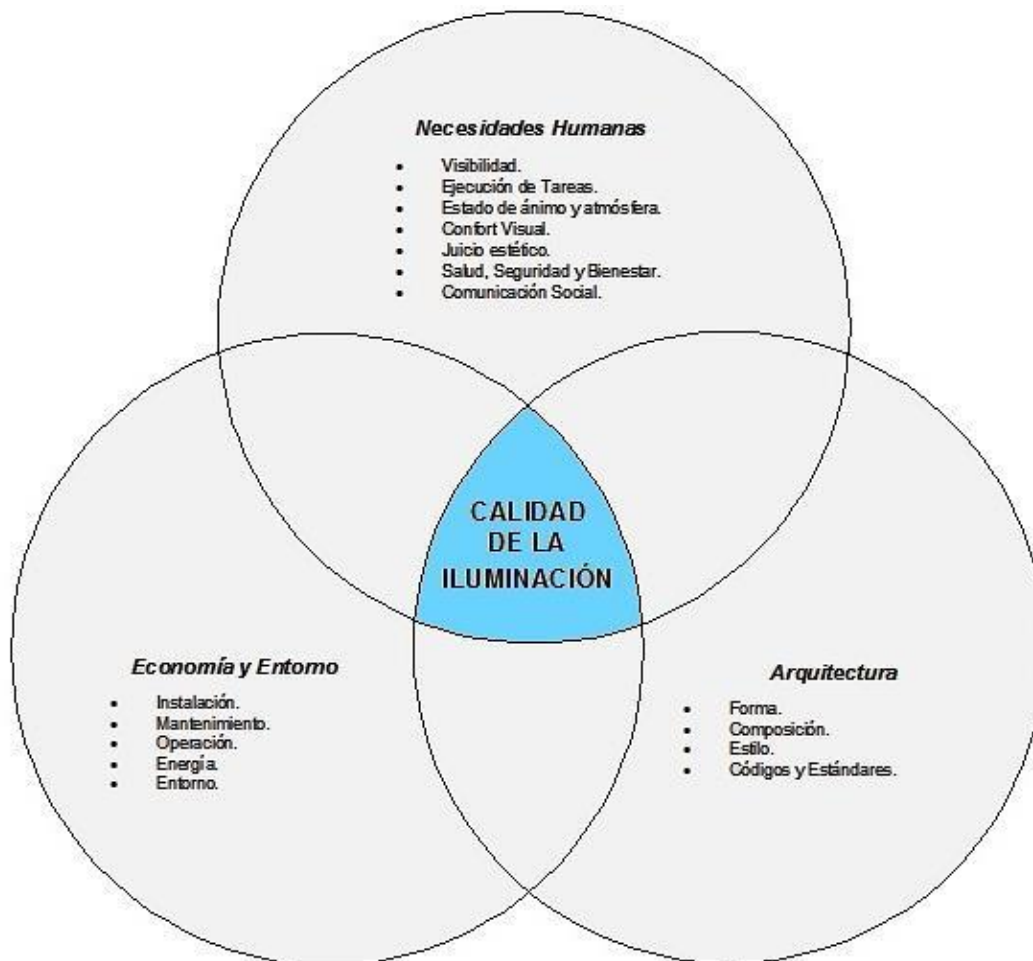 Necesidades Humanas
• Visibilidad.
• Ejecución de Tareas.
• Estado de ánimo y atmósfera.
• Confort Visual.
• Juicio estético.
• Salud, Seguridad y Bienestar.
• Comunicación Social.
CALIDAD
DE LA
ILUMINACIÓN
Economía y Entorno
• Instalación.
• Mantenimiento.
• Operación.
• Energía.
• Entorno.
Arquitectura
• Forma.
• Composición.
• Estilo.
• Códigos y Estándares.